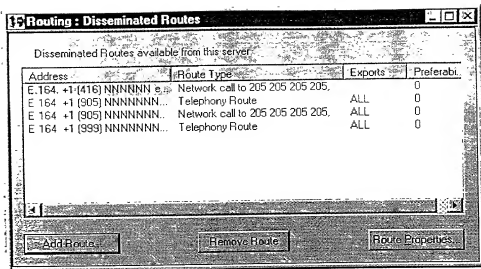 Routing : Disseminated Routes
Disseminated Routes available from this server
Address Route Type Exports Preferabi..
E.164. +1 (416) NNNNNN e... Network call to 205 205 205 205, 0
E 164 +1 (905) NNNNNNN... Telephony Route ALL 0
E 164 +1 (905) NNNNNNN... Network call to 205 205 205 205, ALL 0
E 164 +1 (999) NNNNNNN... Telephony Route ALL 0
Add Route... Remove Route Route Properties...